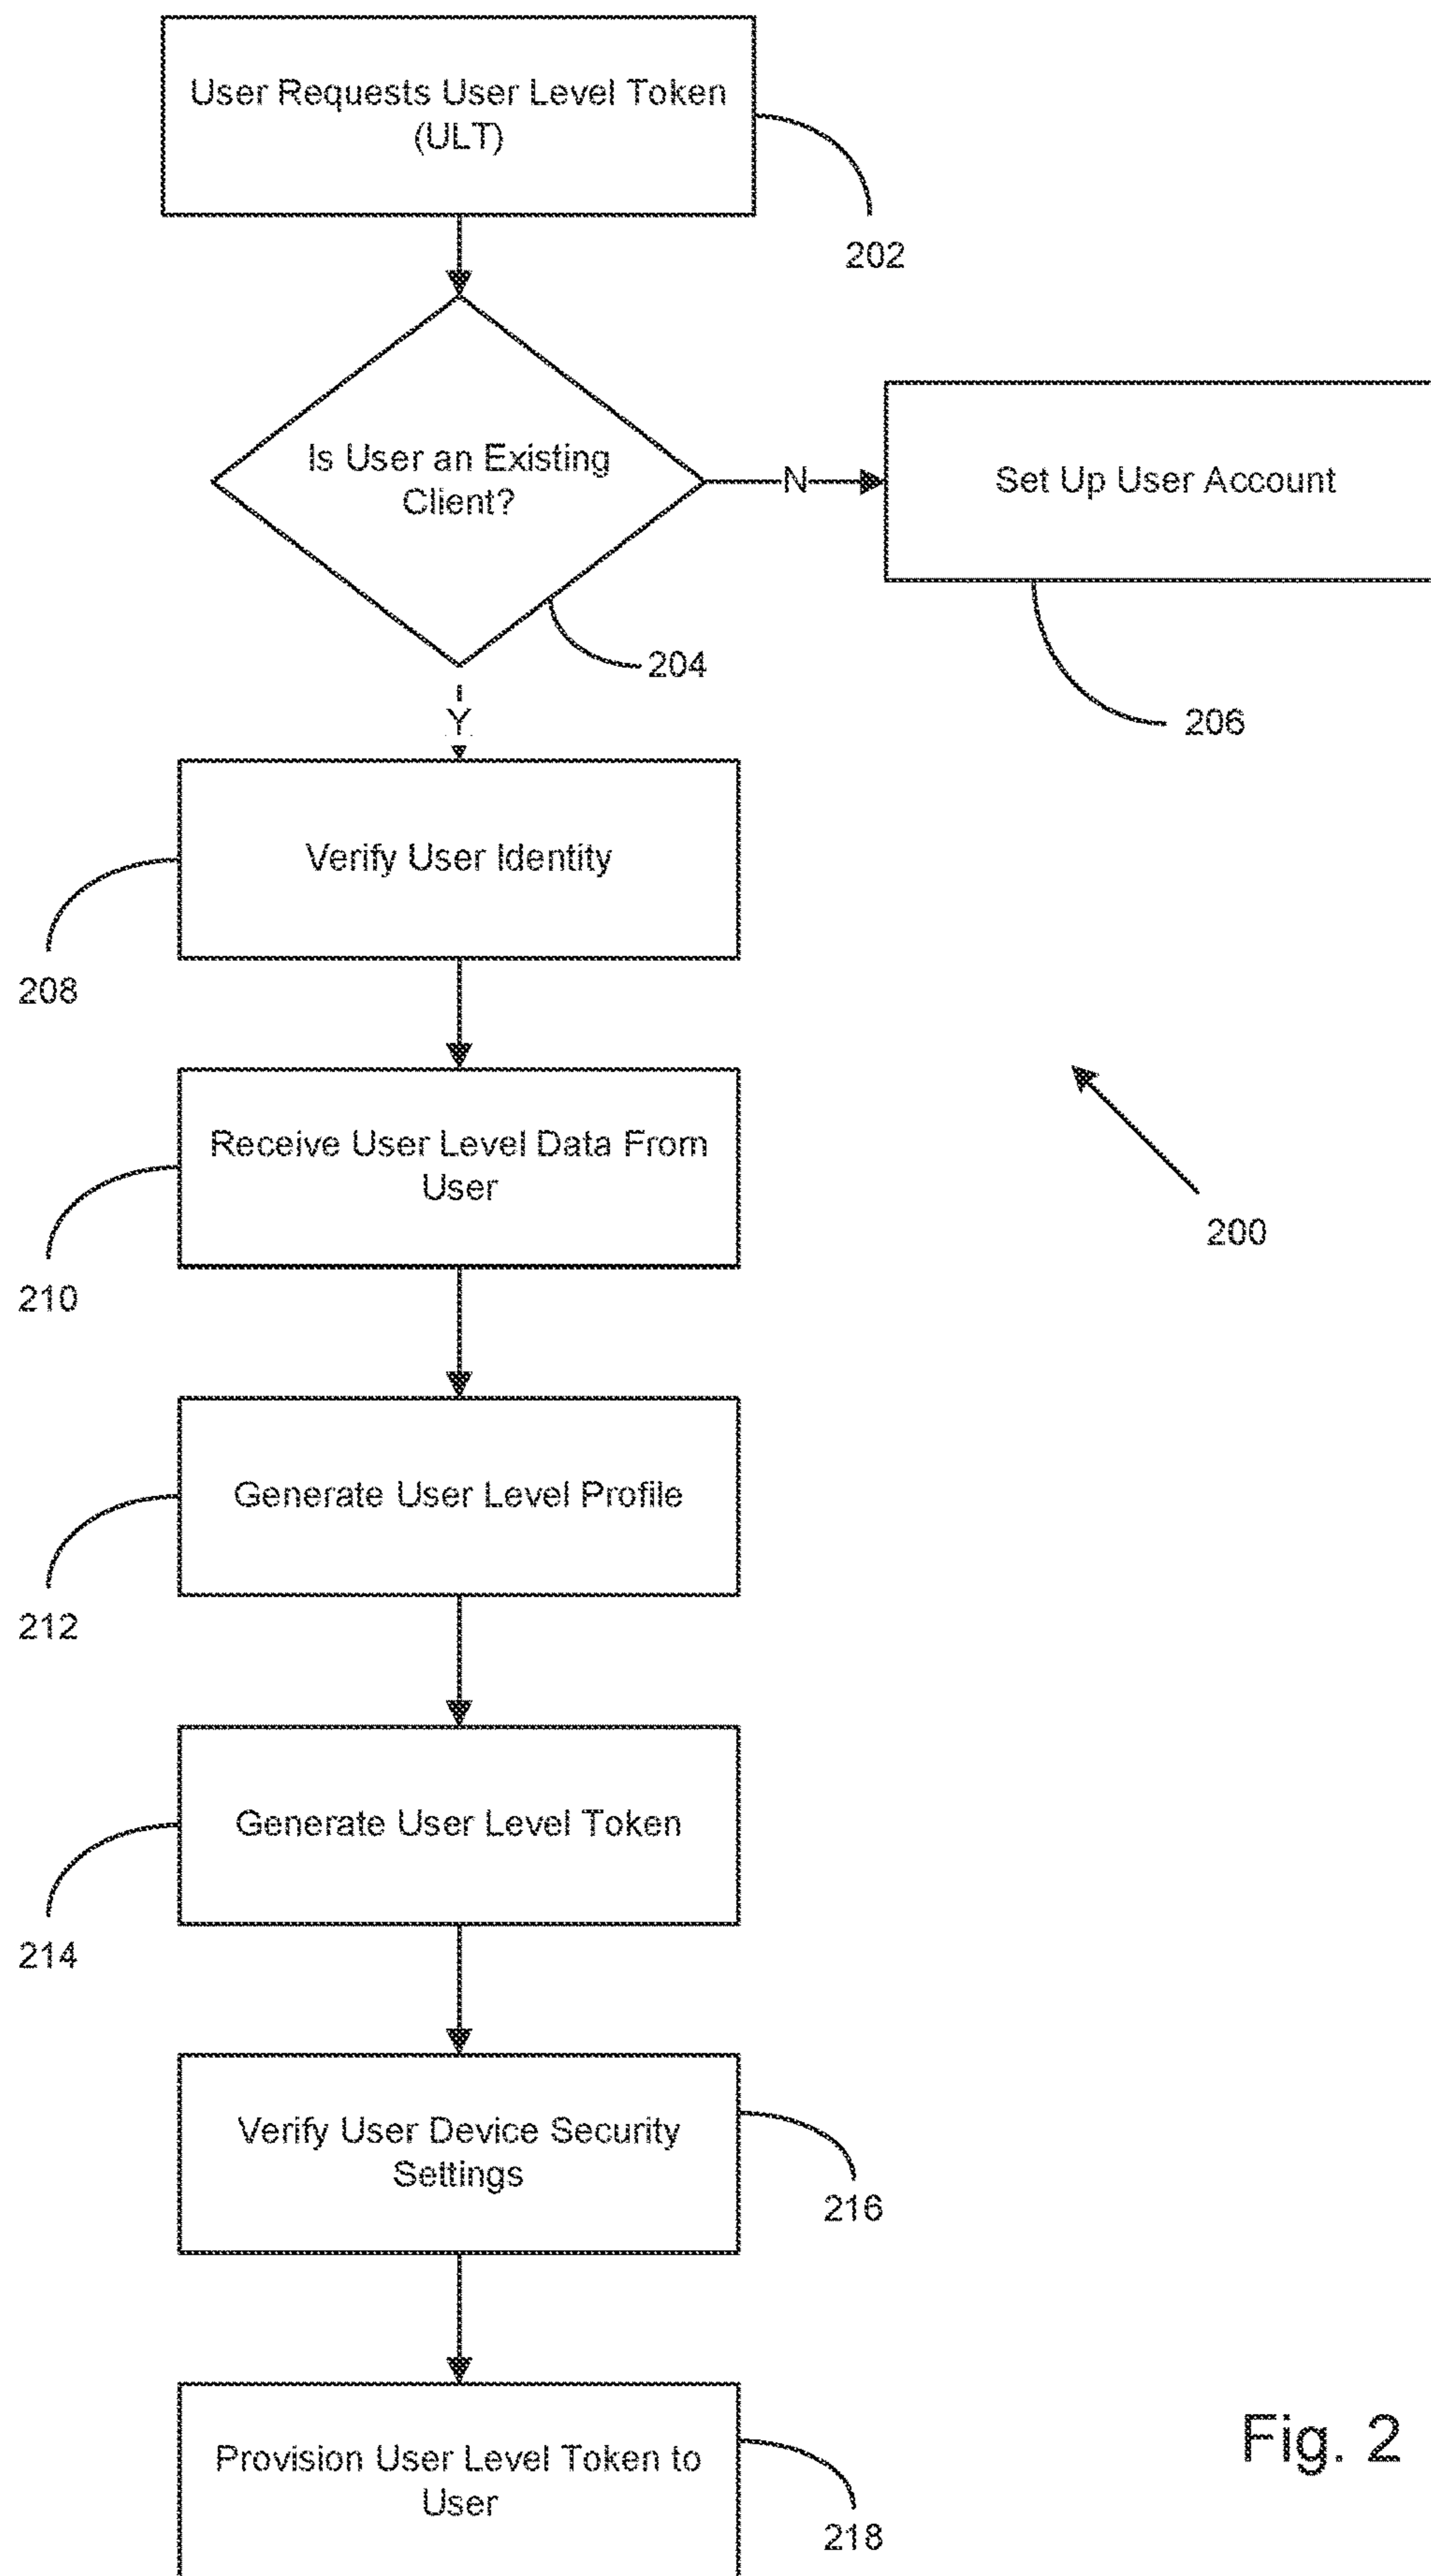 User Requests User Level Token
(ULT)
202
Is User an Existing
Client?
N
Set Up User Account
204
206
Y
Verify User Identity
208
Receive User Level Data From
User
210
200
Generate User Level Profile
212
Generate User Level Token
214
Verify User Device Security
Settings
216
Provision User Level Token to
User
218
Fig. 2